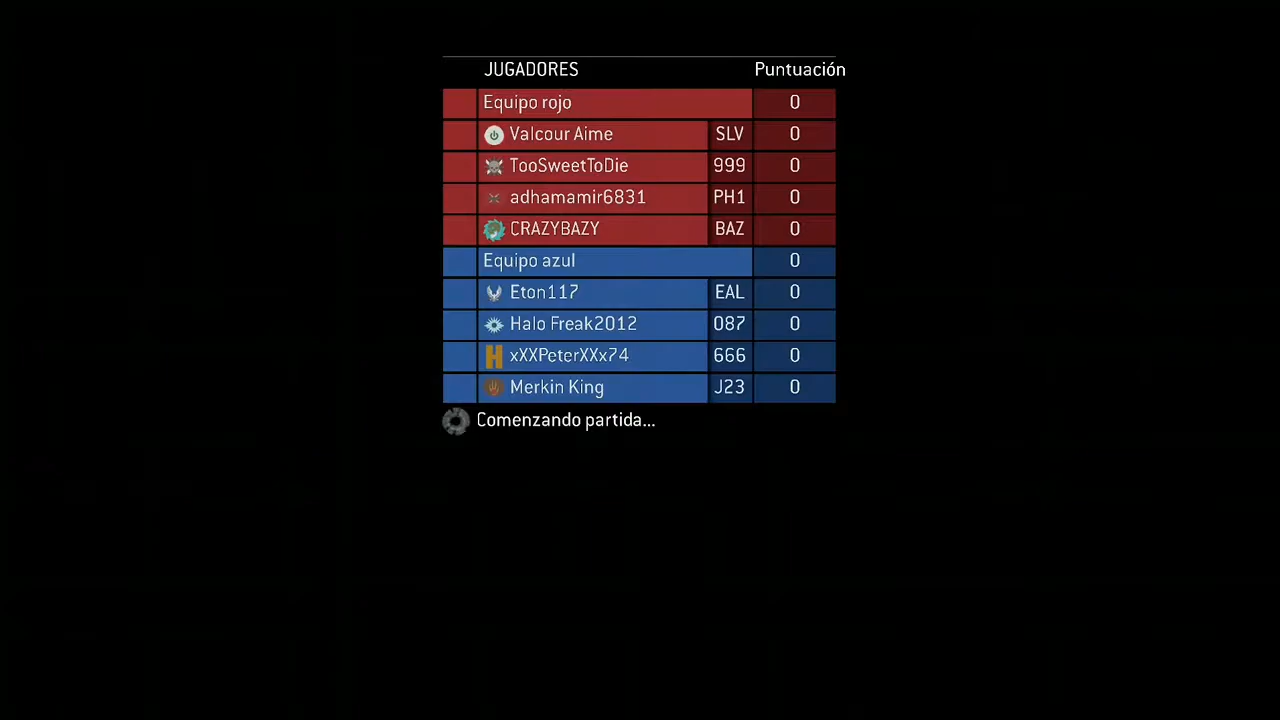 JUGADORES Puntuación
Equipo rojo 0
Valcour Aime SLV 0
TooSweetToDie 999 0
adhamamir6831 PH1 0
CRAZYBAZY BAZ 0
Equipo azul 0
Eton117 EAL 0
Halo Freak2012 087 0
xXXPeterXXx74 666 0
Merkin King J23 0
Comenzando partida...